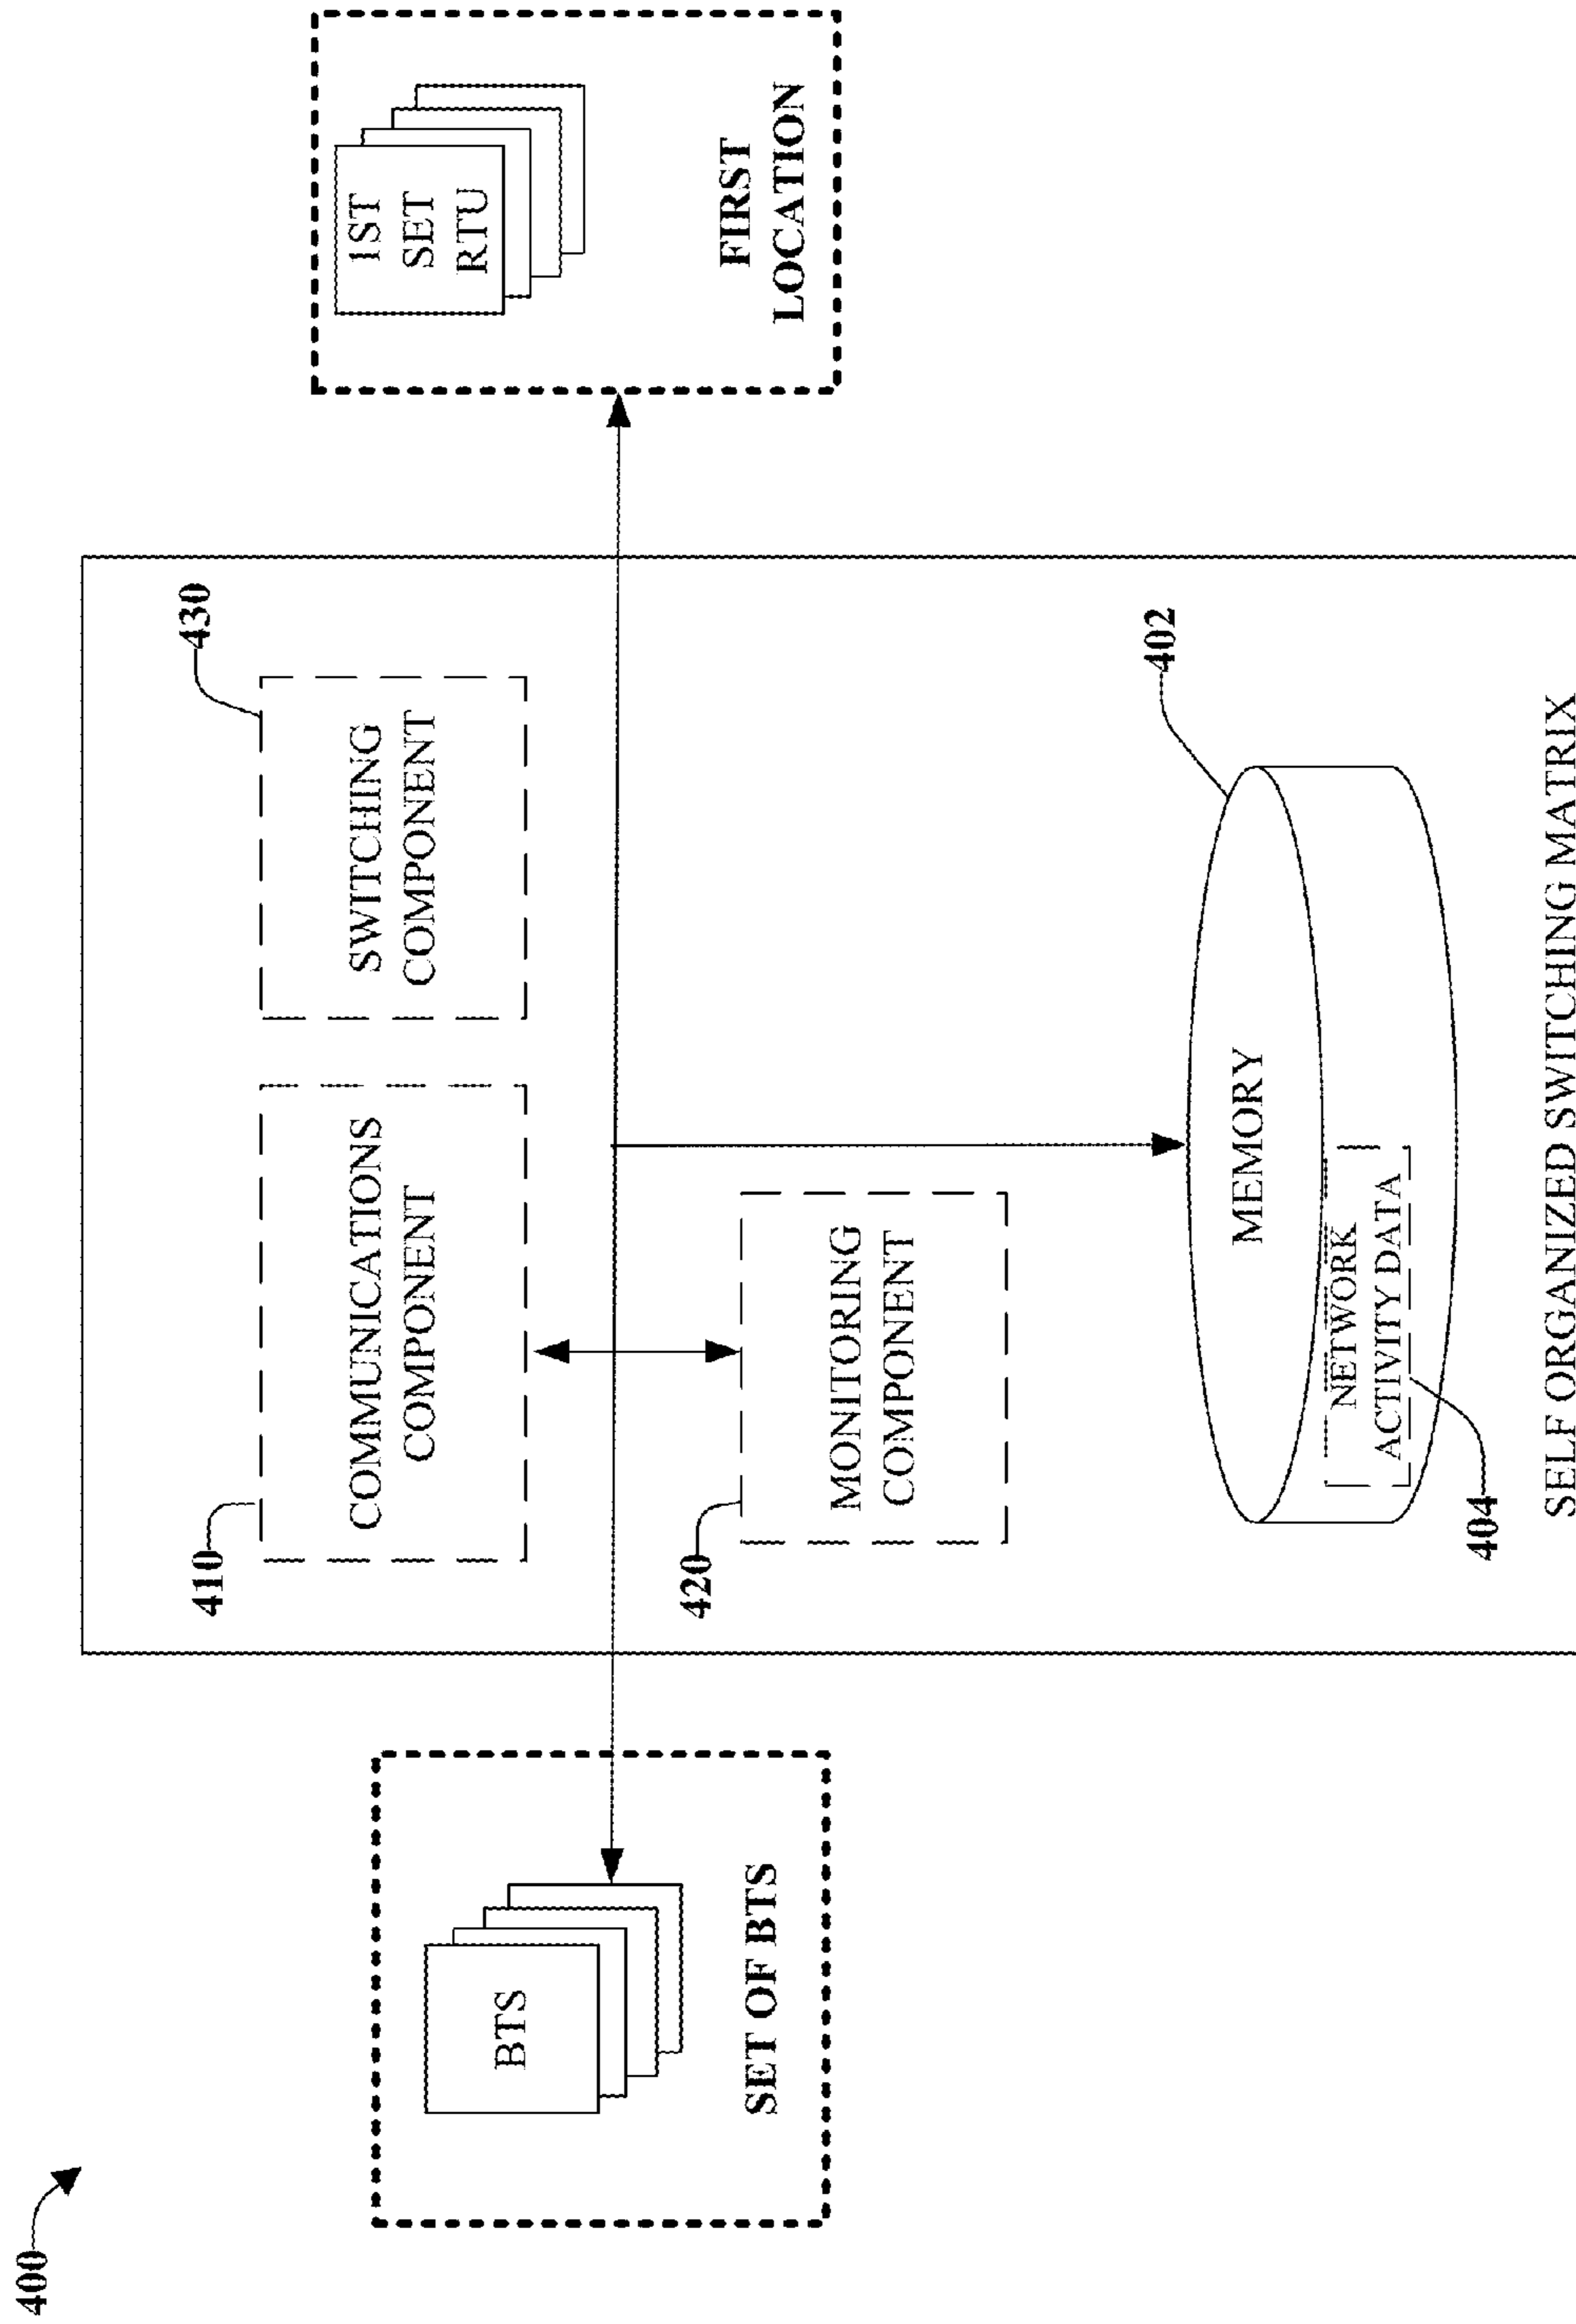 400
BTS
SET OF BTS
410
COMMUNICATIONS
COMPONENT
430
SWITCHING
COMPONENT
420
MONITORING
COMPONENT
402
MEMORY
NETWORK
ACTIVITY DATA
404
SELF ORGANIZED SWITCHING MATRIX
1ST
SET
RTU
FIRST
LOCATION